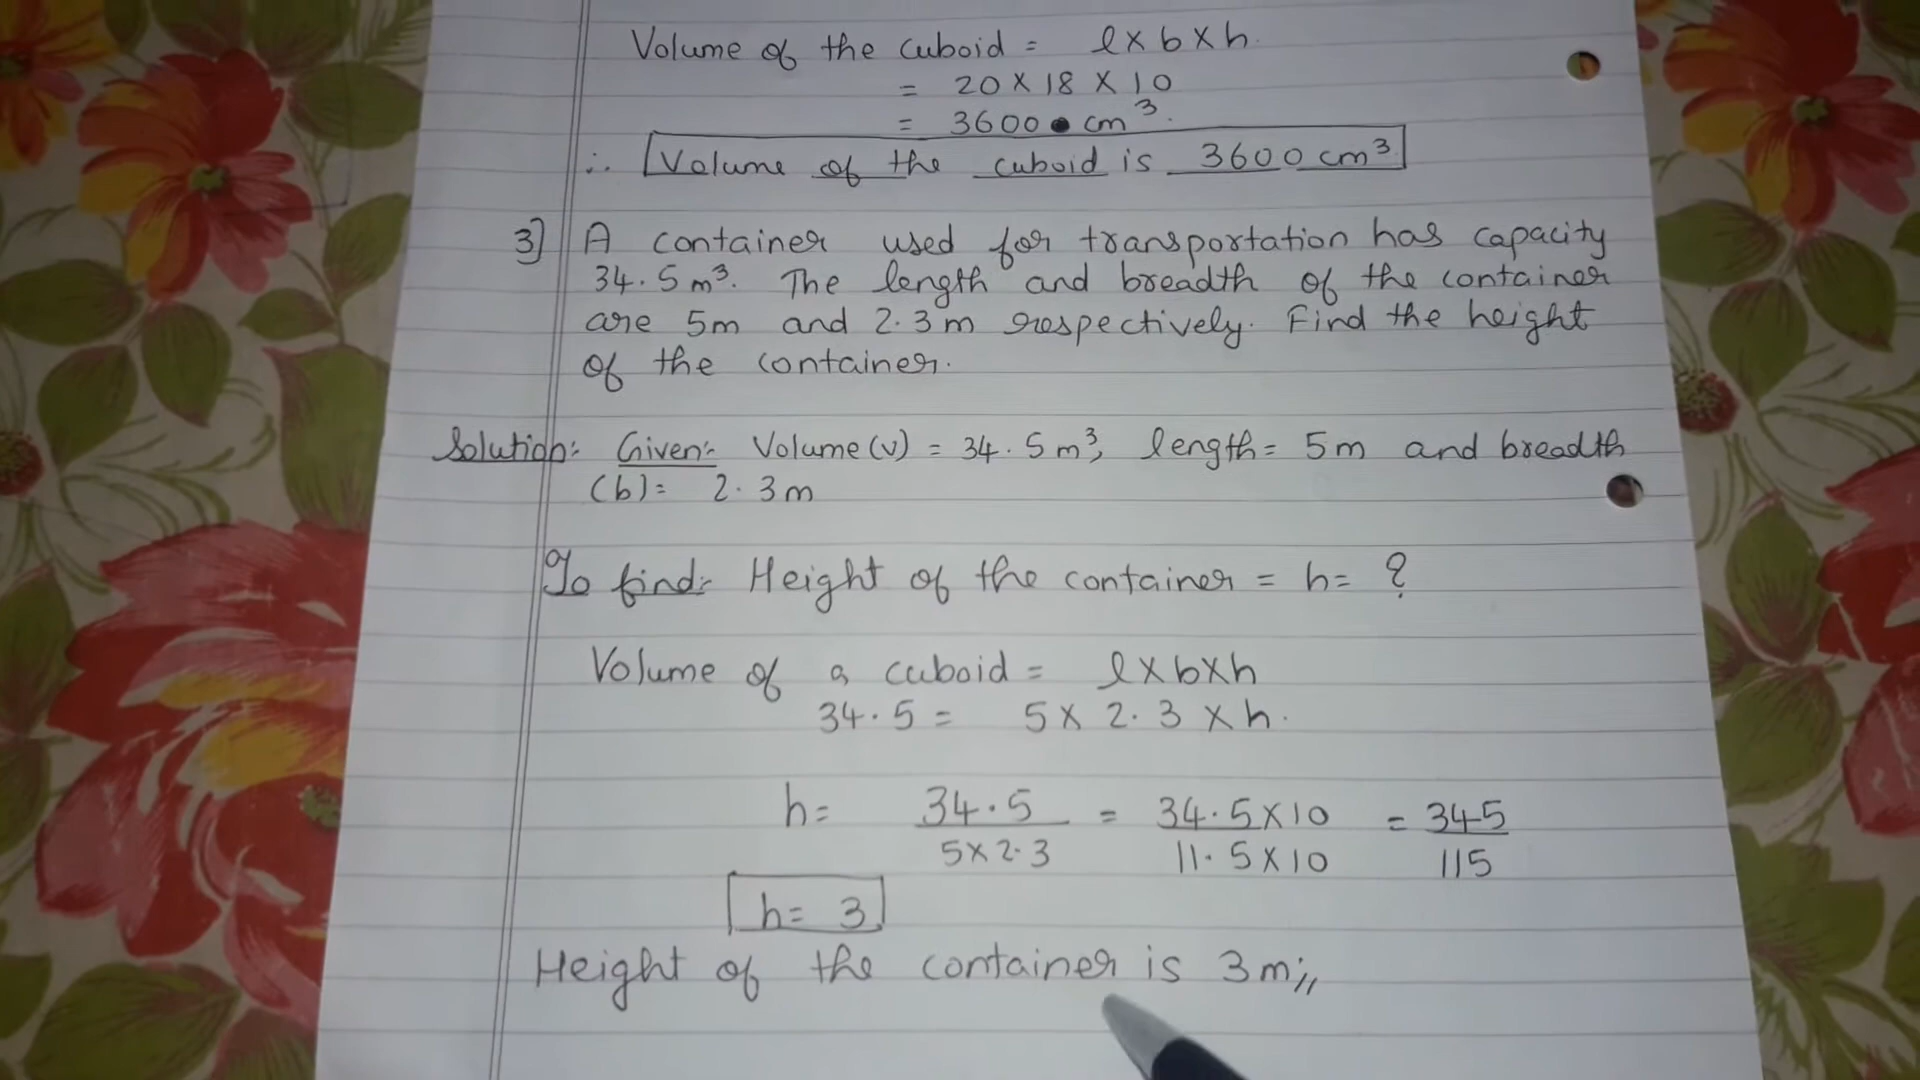 Volume of the cuboid = l×b×h.
= 20 × 18 × 10
= 3600 cm³.
∴ Volume of the cuboid is 3600 cm³
3] A container used for transportation has capacity
34.5 m³. The length and breadth of the container
are 5m and 2.3 m respectively. Find the height
of the container.
Solution: Given:- Volume (v) = 34.5 m³, length = 5m and breadth
(b) = 2.3m
To find: Height of the container = h = ?
Volume of a cuboid = l×b×h
34.5 = 5 × 2.3 × h.
h = 34.5 / 5×2.3 = 34.5×10 / 11.5×10 = 345 / 115
h = 3
Height of the container is 3m;,,